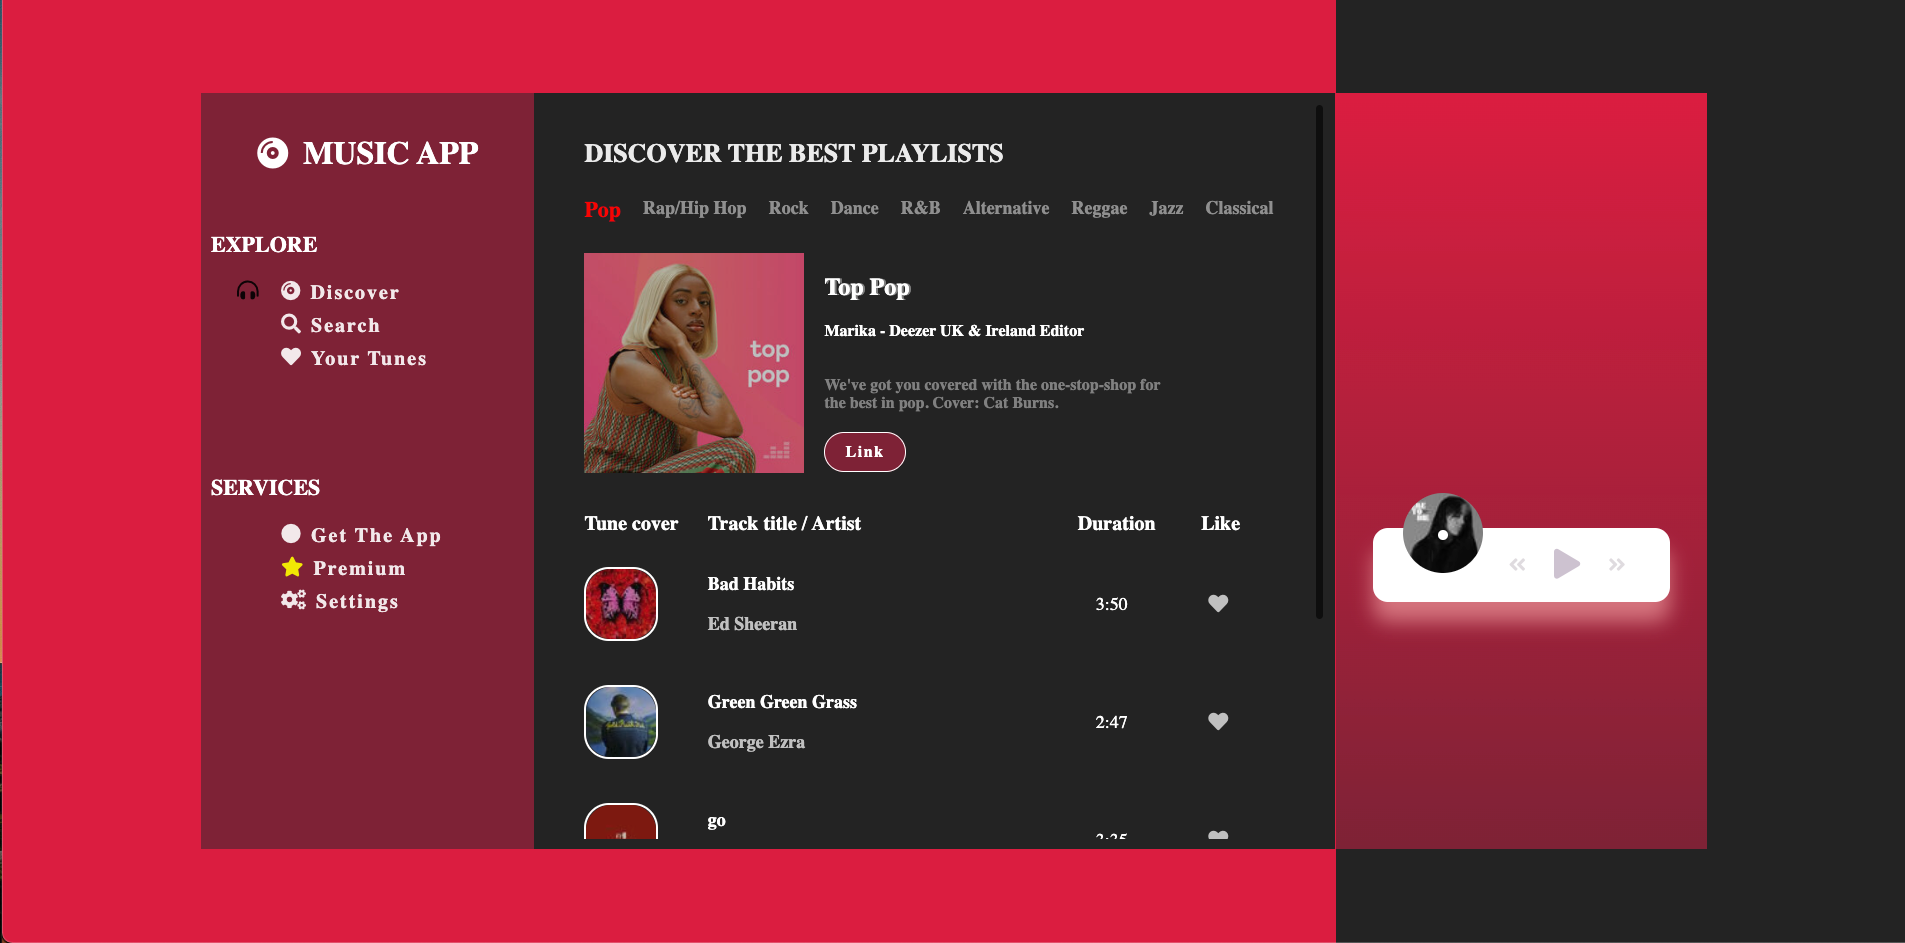 MUSIC APP
EXPLORE
Discover
Search
Your Tunes
SERVICES
Get The App
Premium
Settings
DISCOVER THE BEST PLAYLISTS
Pop Rap/Hip Hop Rock Dance R&B Alternative Reggae Jazz Classical
top
pop
Top Pop
Marika - Deezer UK & Ireland Editor
We've got you covered with the one-stop-shop for
the best in pop. Cover: Cat Burns.
Link
Tune cover Track title / Artist Duration Like
Bad Habits
Ed Sheeran
3:50
Green Green Grass
George Ezra
2:47
go